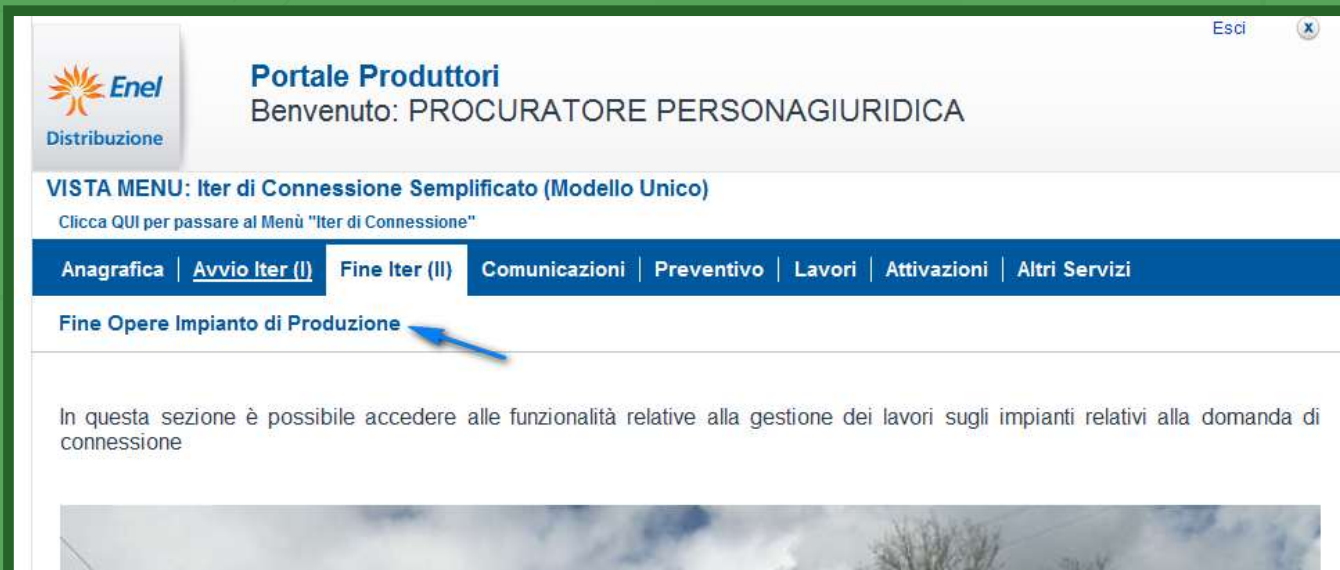 Esci x
Enel
Distribuzione
Portale Produttori
Benvenuto: PROCURATORE PERSONAGIURIDICA
VISTA MENU: Iter di Connessione Semplificato (Modello Unico)
Clicca QUI per passare al Menù "Iter di Connessione"
Anagrafica | Avvio Iter (I) Fine Iter (II) Comunicazioni | Preventivo | Lavori | Attivazioni | Altri Servizi
Fine Opere Impianto di Produzione
In questa sezione è possibile accedere alle funzionalità relative alla gestione dei lavori sugli impianti relativi alla domanda di
connessione